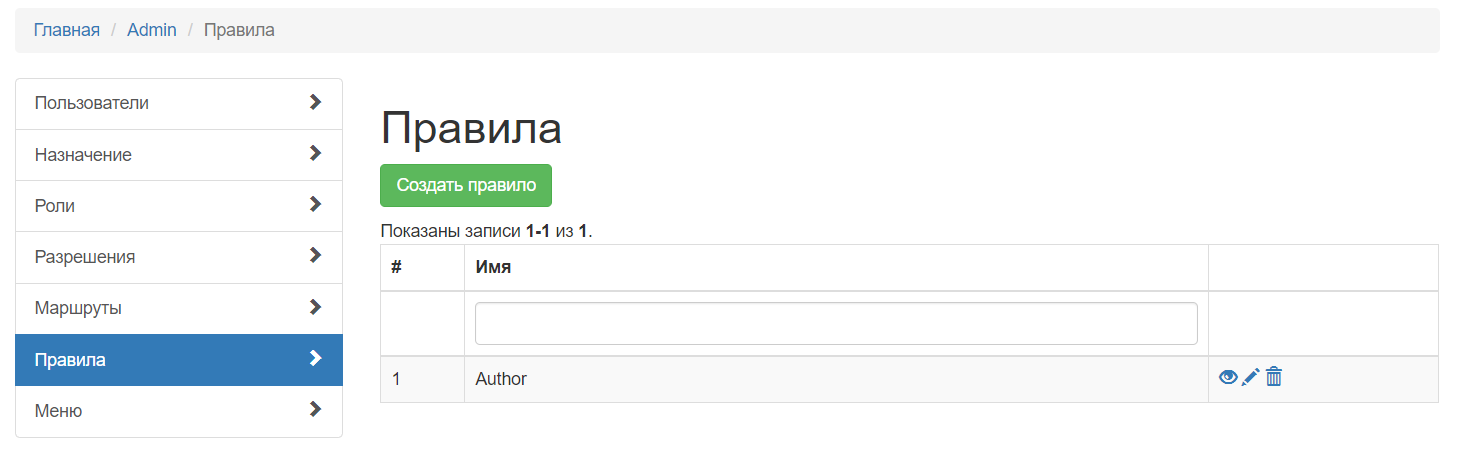 Главная / Admin / Правила
Пользователи
Назначение
Роли
Разрешения
Маршруты
Правила
Меню
Правила
Создать правило
Показаны записи 1-1 из 1.
# Имя
1 Author